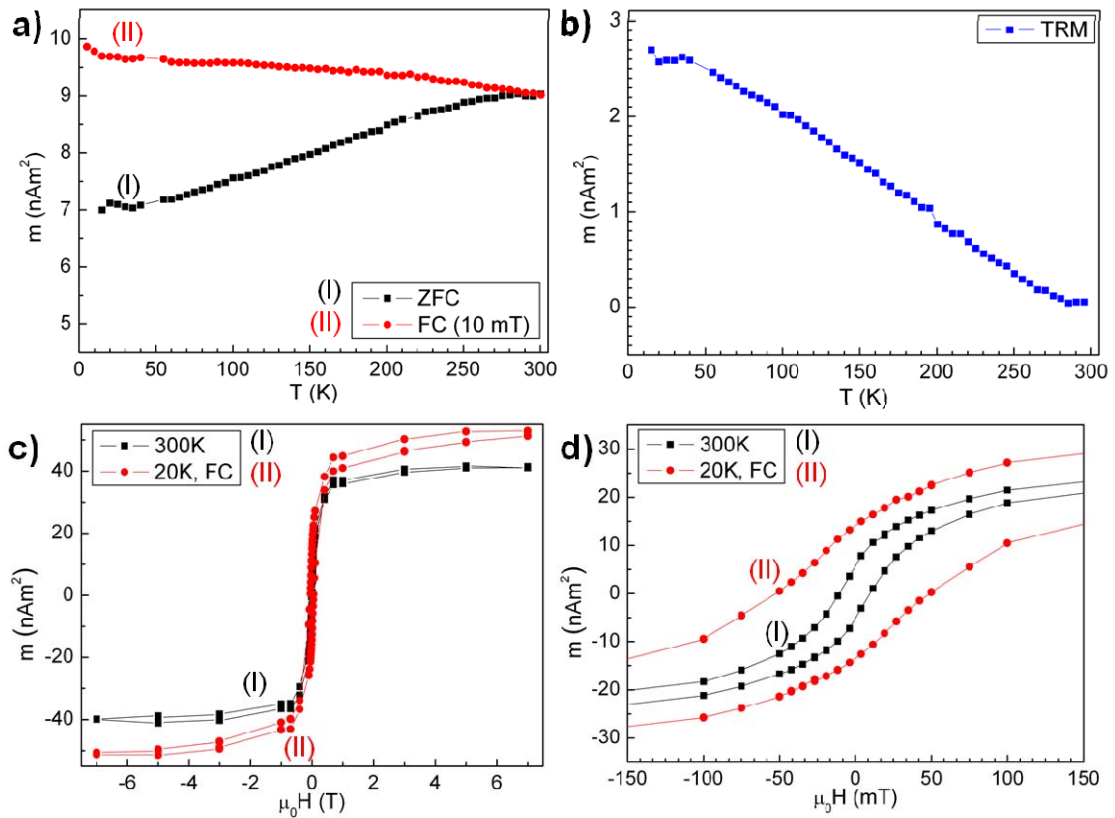 a)
(II)
(I)
m (nAm²)
10
9
8
7
6
5
0 50 100 150 200 250 300
T (K)
(I) ZFC
(II) FC (10 mT)
b)
TRM
m (nAm²)
3
2
1
0
0 50 100 150 200 250 300
T (K)
c)
300K (I)
20K, FC (II)
m (nAm²)
40
20
0
-20
-40
(I)
(II)
-6 -4 -2 0 2 4 6
μ₀H (T)
d)
300K (I)
20K, FC (II)
m (nAm²)
30
20
10
0
-10
-20
-30
(II)
(I)
-150 -100 -50 0 50 100 150
μ₀H (mT)